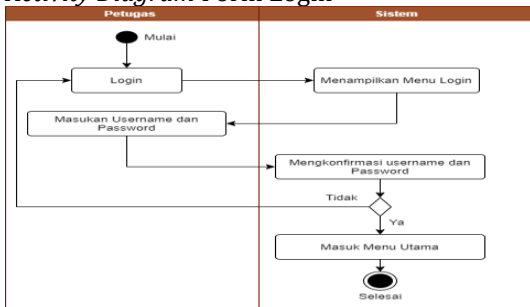 Activity Diagram Form Login
Petugas
Sistem
Mulai
Login
Menampilkan Menu Login
Masukan Username dan
Password
Mengkonfirmasi username dan
Password
Tidak
Ya
Masuk Menu Utama
Selesai